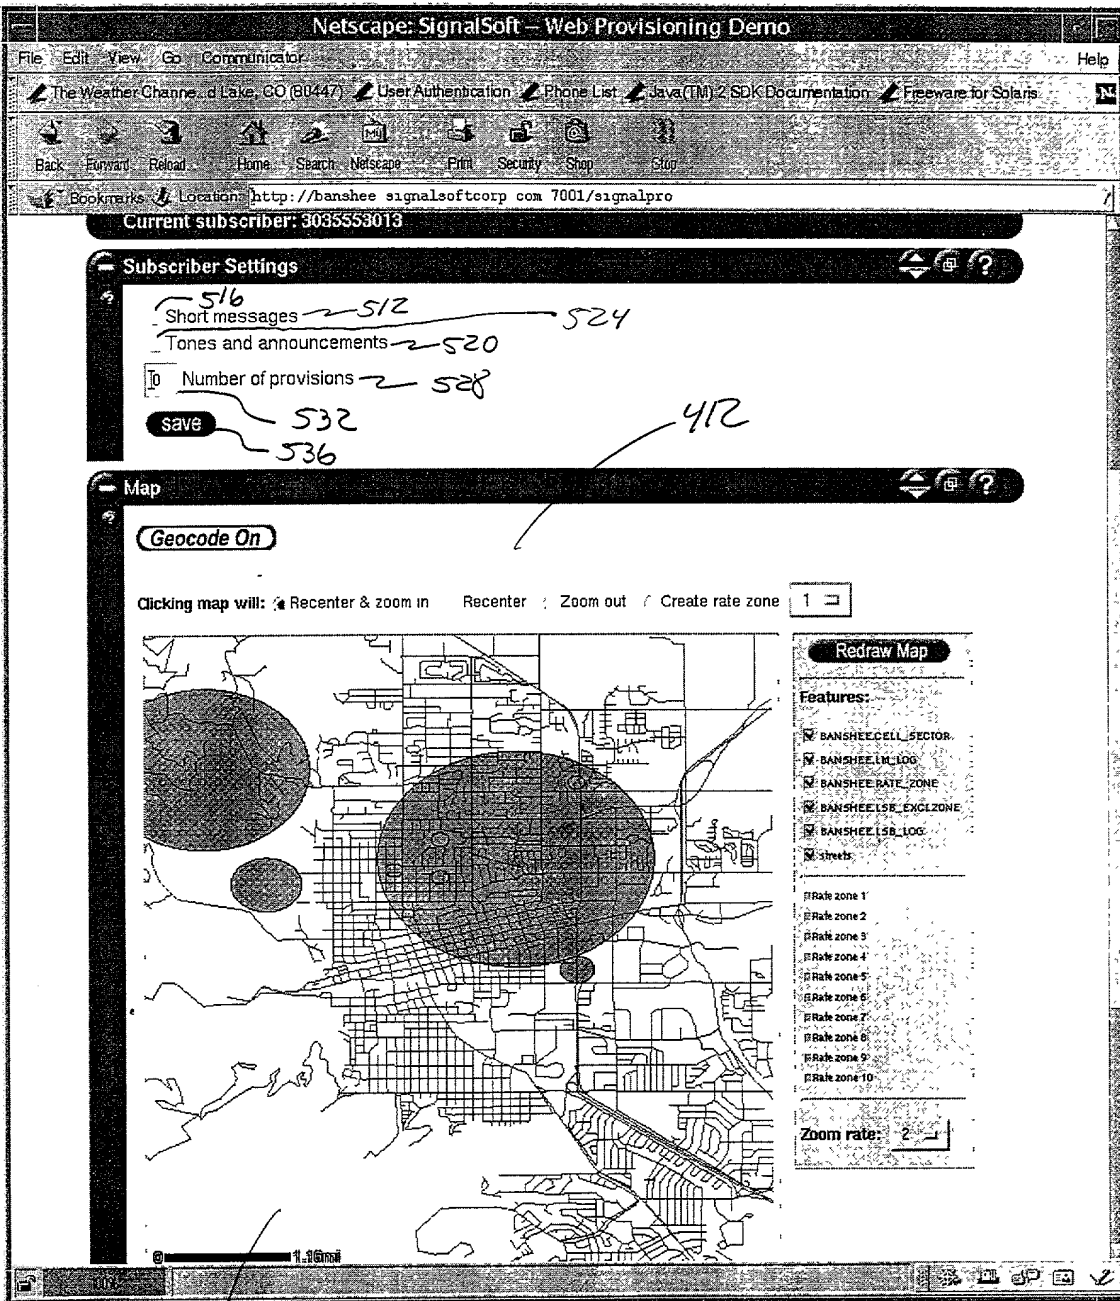 Netscape: SignalSoft – Web Provisioning Demo
File Edit View Go Communicator Help
The Weather Channe...d Lake, CO (80447) User Authentication Phone List Java(TM) 2 SDK Documentation Freeware for Solaris N
Back Forward Reload Home Search Netscape Print Security Shop Stop
Bookmarks Location: http://banshee signalsoftcorp com 7001/signalpro
Current subscriber: 3035553013
Subscriber Settings ?
516
Short messages 512 524
Tones and announcements 520
0 Number of provisions 528
save 532
536
412
Map ?
Geocode On
Clicking map will: Recenter & zoom in Recenter Zoom out Create rate zone 1
Redraw Map
Features:
BANSHEE.CELL_SECTOR
BANSHEE.LM_LOG
BANSHEE.RATE_ZONE
BANSHEE.LSB_EXCLZONE
BANSHEE.LSB_LOG
streets
Rate zone 1
Rate zone 2
Rate zone 3
Rate zone 4
Rate zone 5
Rate zone 6
Rate zone 7
Rate zone 8
Rate zone 9
Rate zone 10
Zoom rate: 2
0 1.16mi
100%